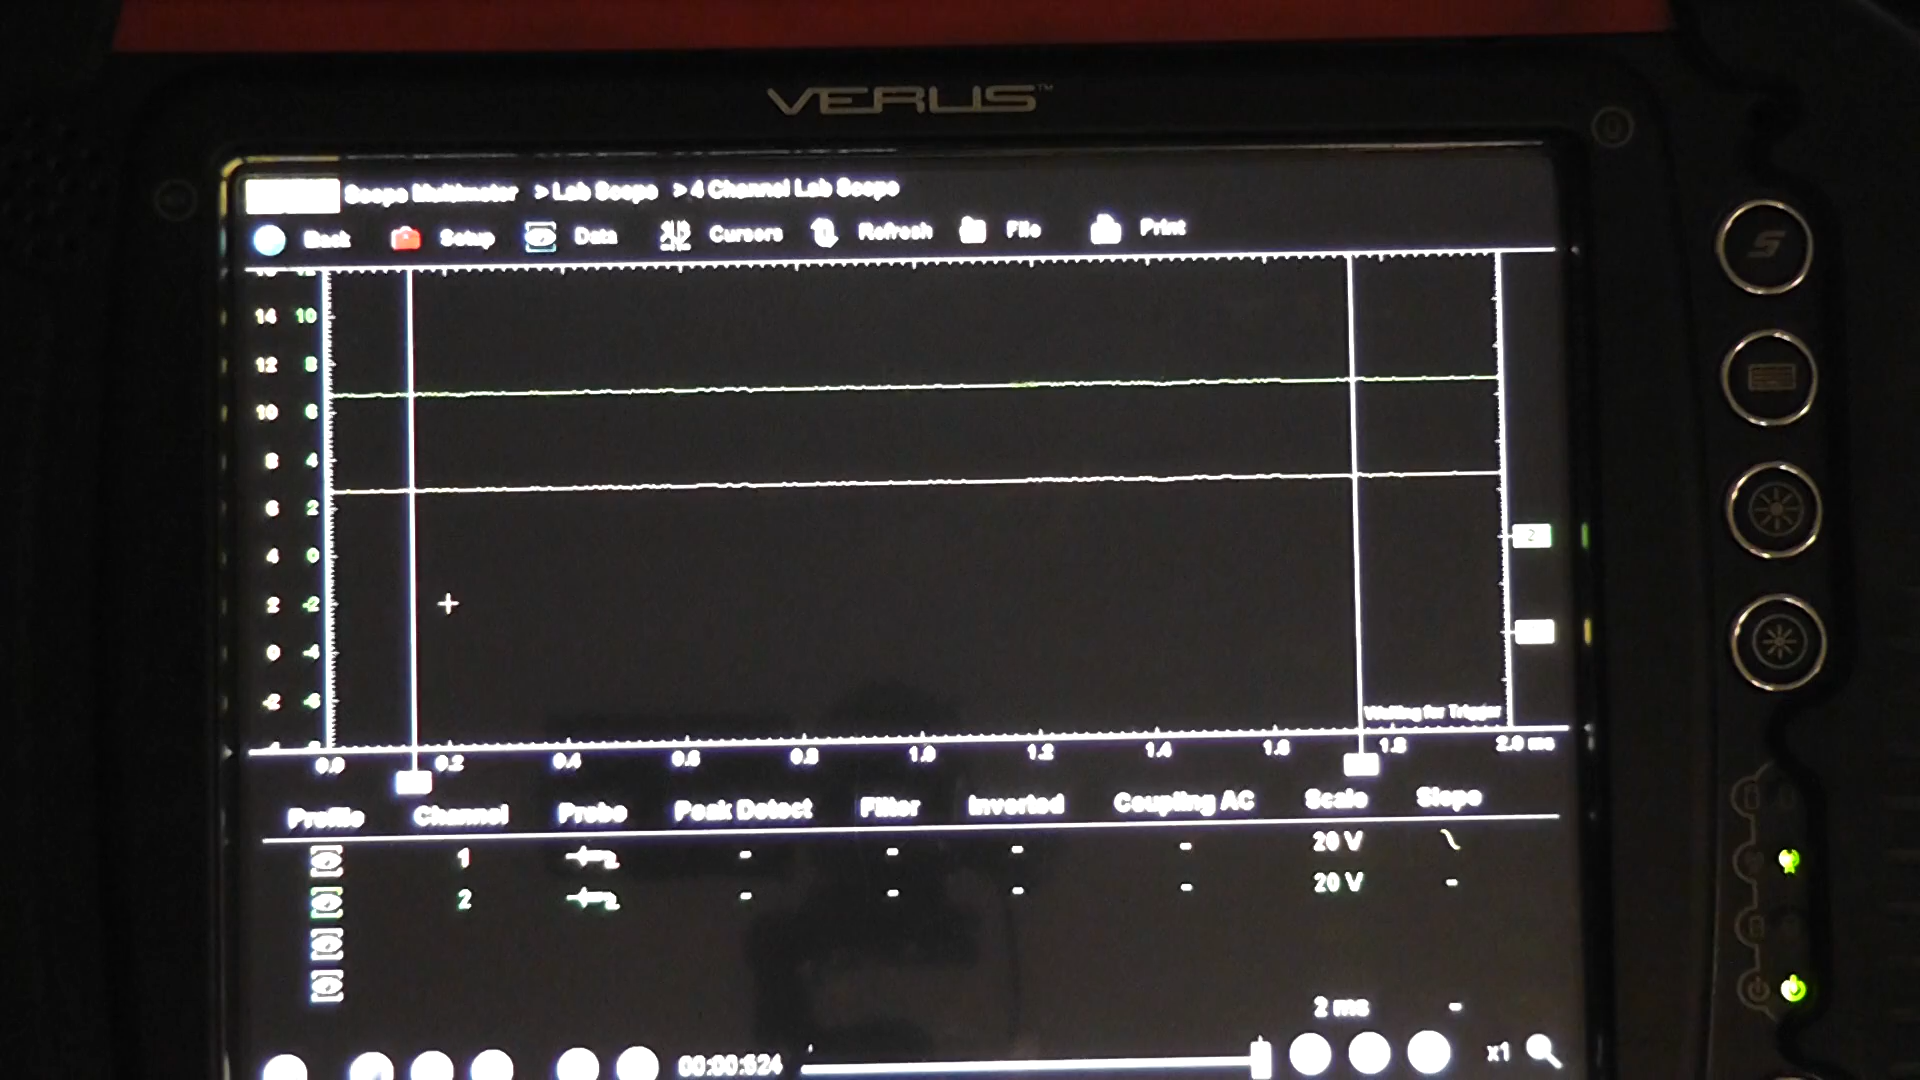 VERUS™
Scope Multimeter > Lab Scope > 4 Channel Lab Scope
Back Setup Data Cursors Refresh File Print
14 10
12 8
10 6
8 4
6 2
4 0
2 -2
0 -4
-2 -6
2
Waiting for Trigger
0.0 0.2 0.4 0.6 0.8 1.0 1.2 1.4 1.6 1.8 2.0 ms
Profile Channel Probe Peak Detect Filter Inverted Coupling AC Scale Slope
1 - - - - 20 V
2 - - - - 20 V -
2 ms -
00:00:624 x1